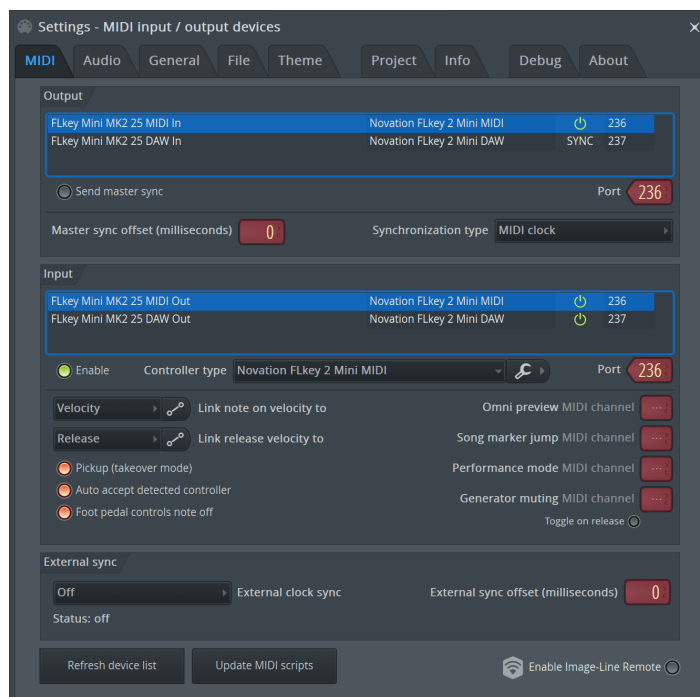 Settings - MIDI input / output devices
MIDI Audio General File Theme Project Info Debug About
Output
FLkey Mini MK2 25 MIDI In Novation FLkey 2 Mini MIDI 236
FLkey Mini MK2 25 DAW In Novation FLkey 2 Mini DAW SYNC 237
Send master sync Port 236
Master sync offset (milliseconds) 0 Synchronization type MIDI clock
Input
FLkey Mini MK2 25 MIDI Out Novation FLkey 2 Mini MIDI 236
FLkey Mini MK2 25 DAW Out Novation FLkey 2 Mini DAW 237
Enable Controller type Novation FLkey 2 Mini MIDI Port 236
Velocity Link note on velocity to Omni preview MIDI channel ---
Release Link release velocity to Song marker jump MIDI channel ---
Pickup (takeover mode) Performance mode MIDI channel ---
Auto accept detected controller Generator muting MIDI channel ---
Foot pedal controls note off Toggle on release
External sync
Off External clock sync External sync offset (milliseconds) 0
Status: off
Refresh device list Update MIDI scripts Enable Image-Line Remote